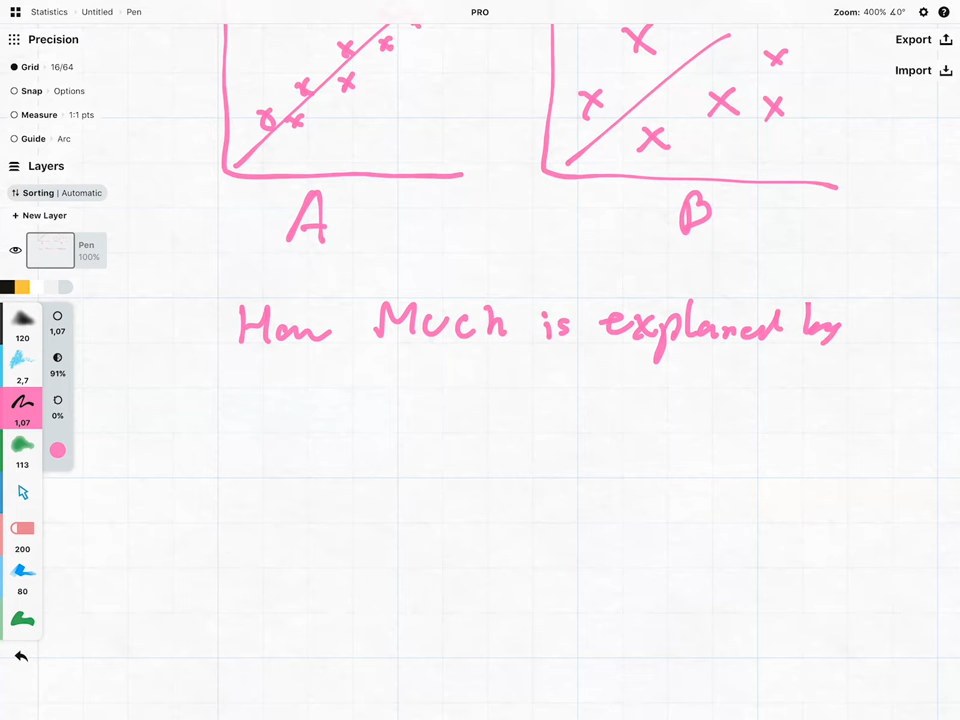 Statistics › Untitled › Pen
PRO
Zoom: 400% ∡0°
Precision
Grid › 16/64
Snap › Options
Measure › 1:1 pts
Guide › Arc
Layers
Sorting | Automatic
+ New Layer
Pen
100%
120
2,7
1,07
113
200
80
1,07
91%
0%
Export
Import
A
B
How Much is explaned by